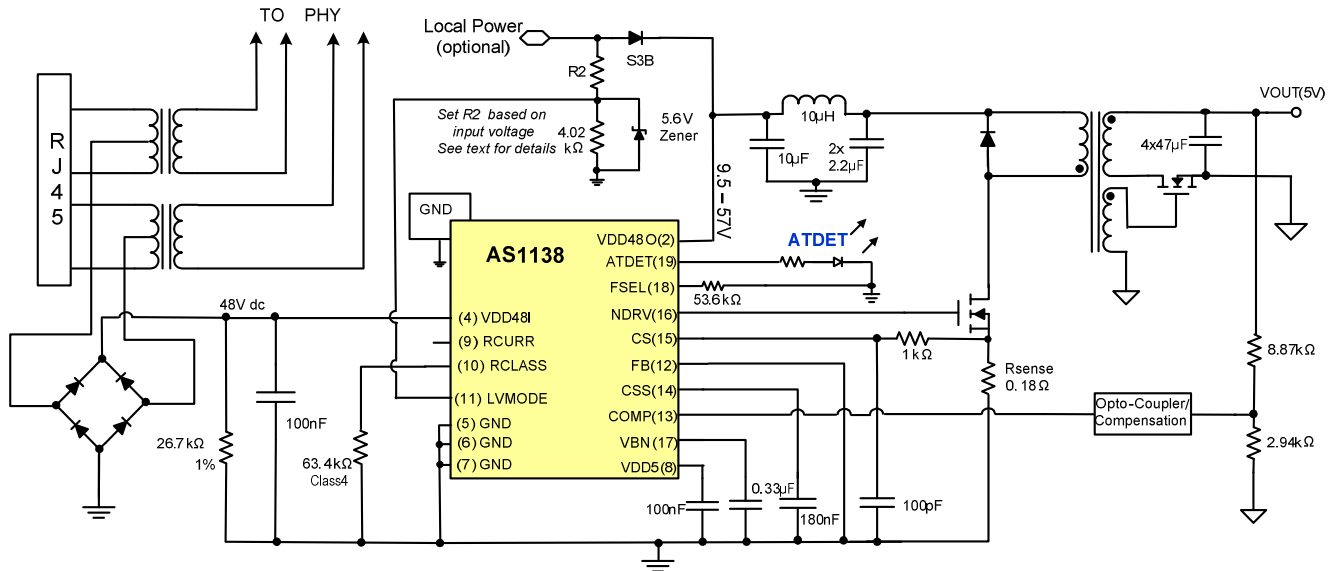 TO PHY
Local Power
(optional)
S3B
R2
Set R2 based on
input voltage
See text for details
4.02
kΩ
5.6V
Zener
10µH
10µF
2x
2.2µF
9.5 – 57V
VOUT(5V)
4x47µF
R
J
4
5
GND
AS1138
VDD48O(2)
ATDET(19)
ATDET
FSEL(18)
53.6kΩ
NDRV(16)
CS(15)
1kΩ
FB(12)
CSS(14)
COMP(13)
VBN(17)
VDD5(8)
48V dc
(4) VDD48I
(9) RCURR
(10) RCLASS
(11) LVMODE
(5) GND
(6) GND
(7) GND
Rsense
0.18Ω
8.87kΩ
Opto-Coupler/
Compensation
2.94kΩ
26.7kΩ
1%
100nF
63.4kΩ
Class4
100nF
0.33µF
180nF
100pF